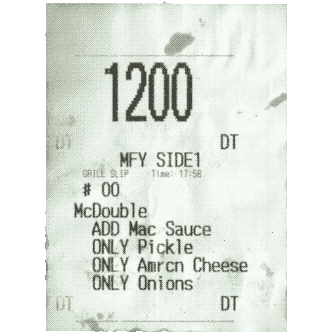 1200
DT DT
MFY SIDE1
GRILL SLIP Time: 17:58
# 00
McDouble
ADD Mac Sauce
ONLY Pickle
ONLY Amrcn Cheese
ONLY Onions
DT DT